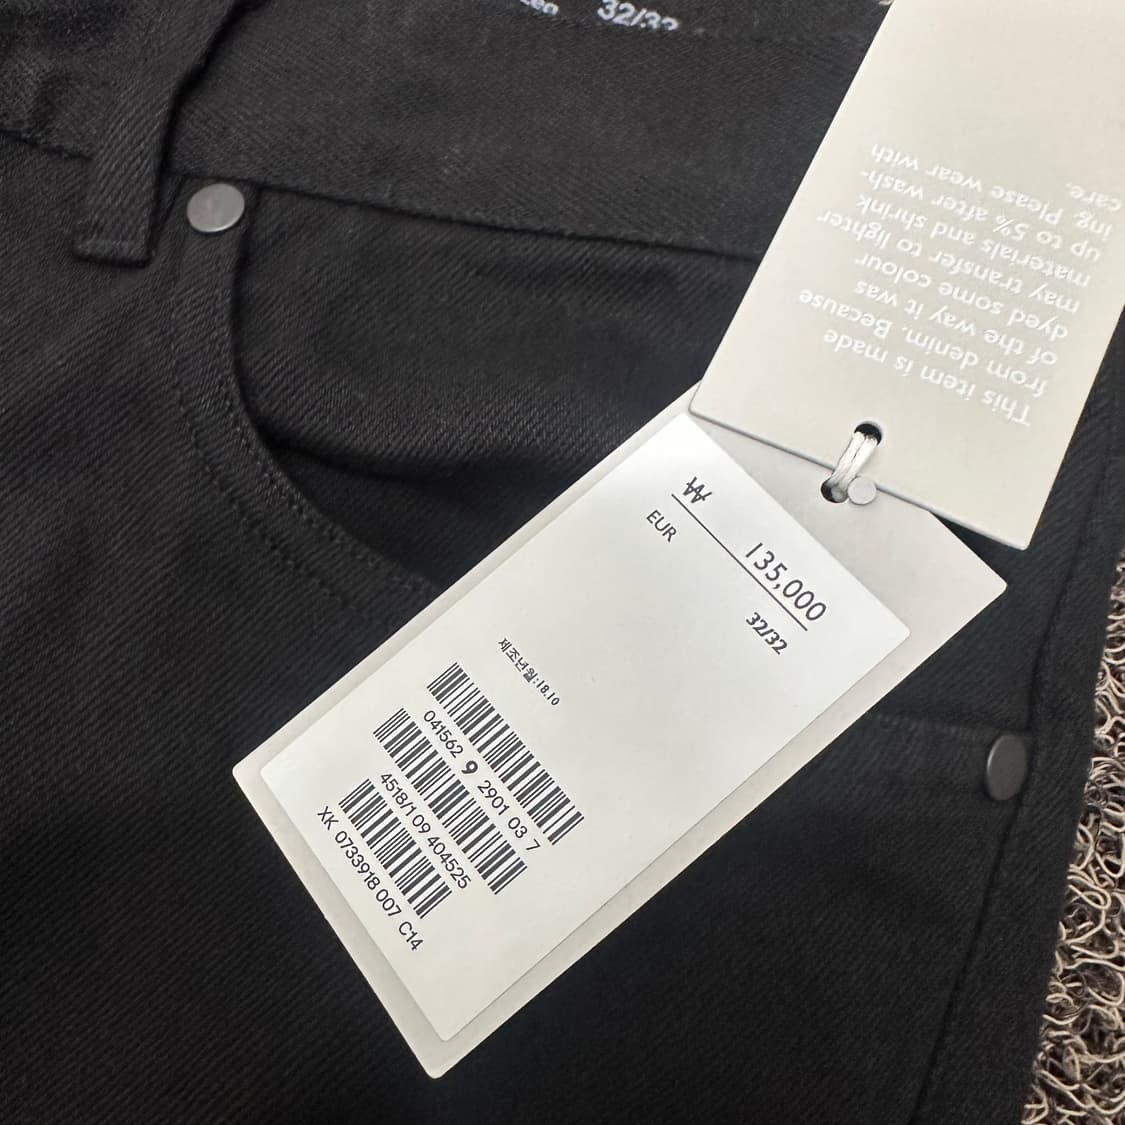 32/32
This item is made
from denim. Because
of the way it was
dyed some colour
may transfer to lighter
materials and shrink
up to 5% after wash-
ing. Please wear with
care.
₩ 135,000
EUR 32/32
제조년월:18.10
041562 9 2901 03 7
4518/1 09 404525
XK 0733918 007 C14